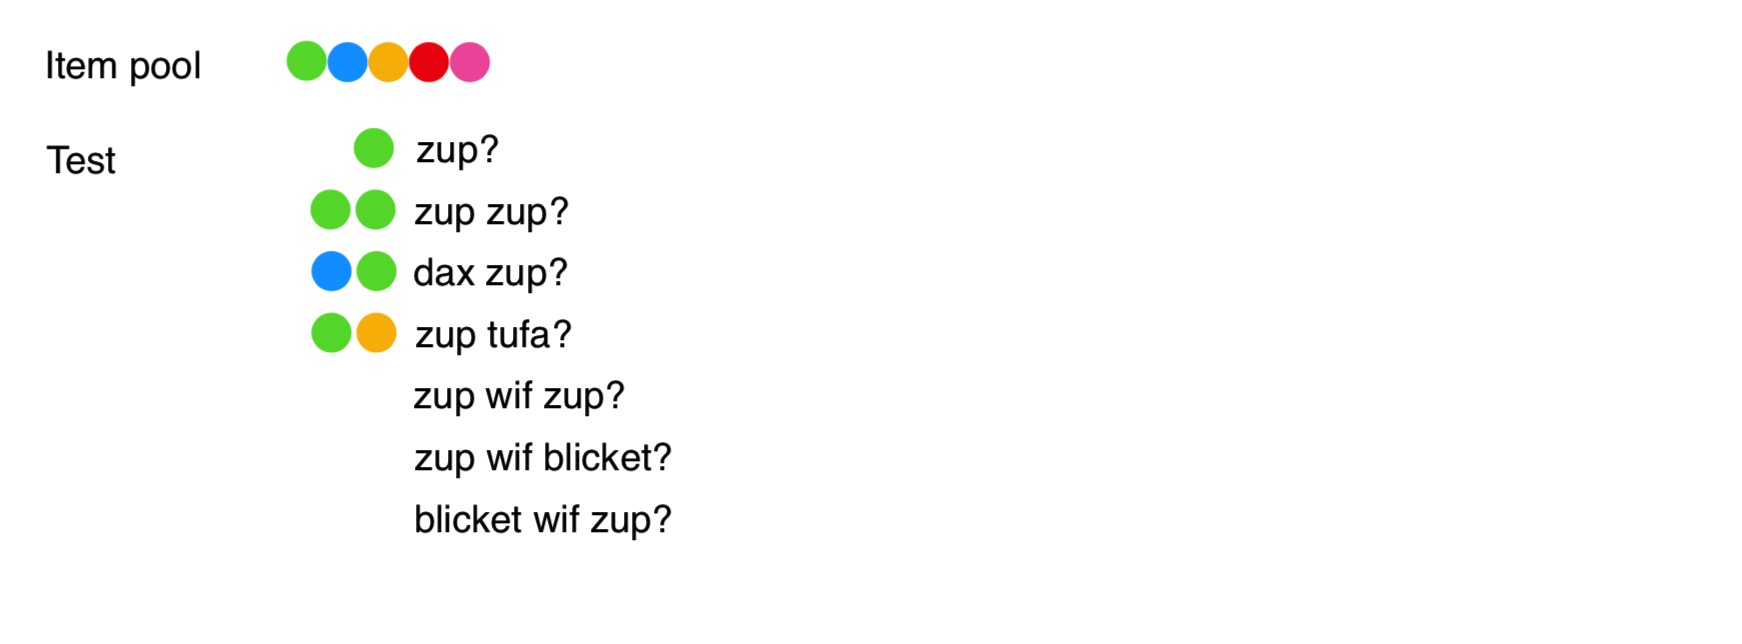 Item pool
Test
zup?
zup zup?
dax zup?
zup tufa?
zup wif zup?
zup wif blicket?
blicket wif zup?